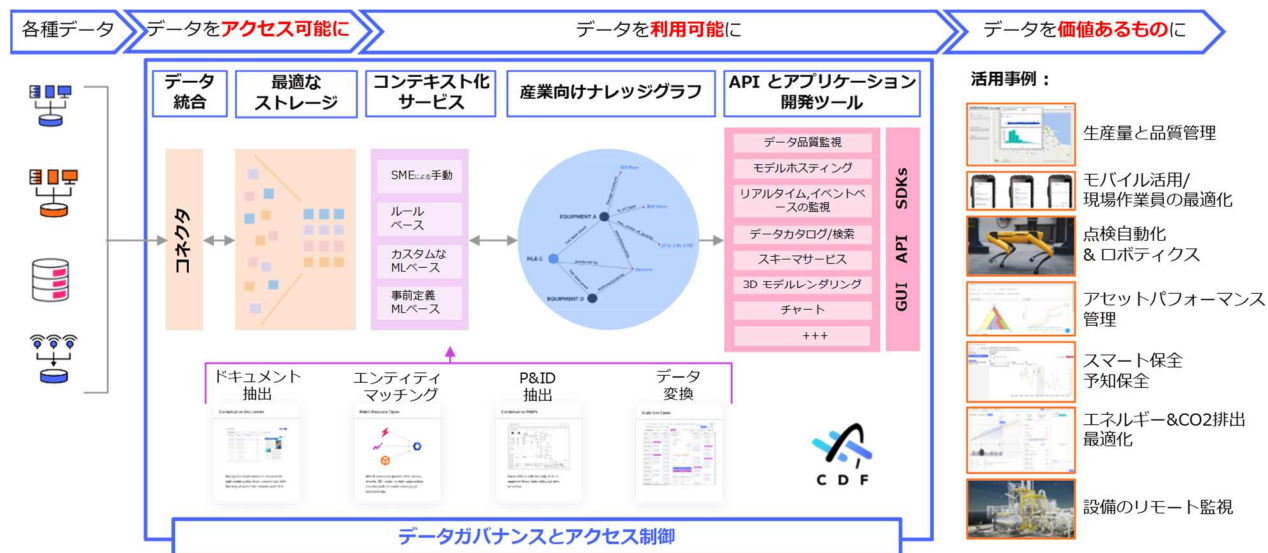 各種データ
データをアクセス可能に
データを利用可能に
データを価値あるものに
データ
統合
最適な
ストレージ
コンテキスト化
サービス
産業向けナレッジグラフ
API とアプリケーション
開発ツール
コネクタ
SMEによる手動
ルール
ベース
カスタムな
MLベース
事前定義
MLベース
EQUIPMENT A
FILE C
EQUIPMENT D
データ品質監視
モデルホスティング
リアルタイム,イベントベ
ースの監視
データカタログ/検索
スキーマサービス
3D モデルレンダリング
チャート
+++
GUI API SDKs
ドキュメント
抽出
エンティティ
マッチング
P&ID
抽出
データ
変換
Contextualize Documents
Match Resource Types
CDF
データガバナンスとアクセス制御
活用事例：
生産量と品質管理
モバイル活用/
現場作業員の最適化
点検自動化
& ロボティクス
アセットパフォーマンス
管理
スマート保全
予知保全
エネルギー&CO2排出
最適化
設備のリモート監視